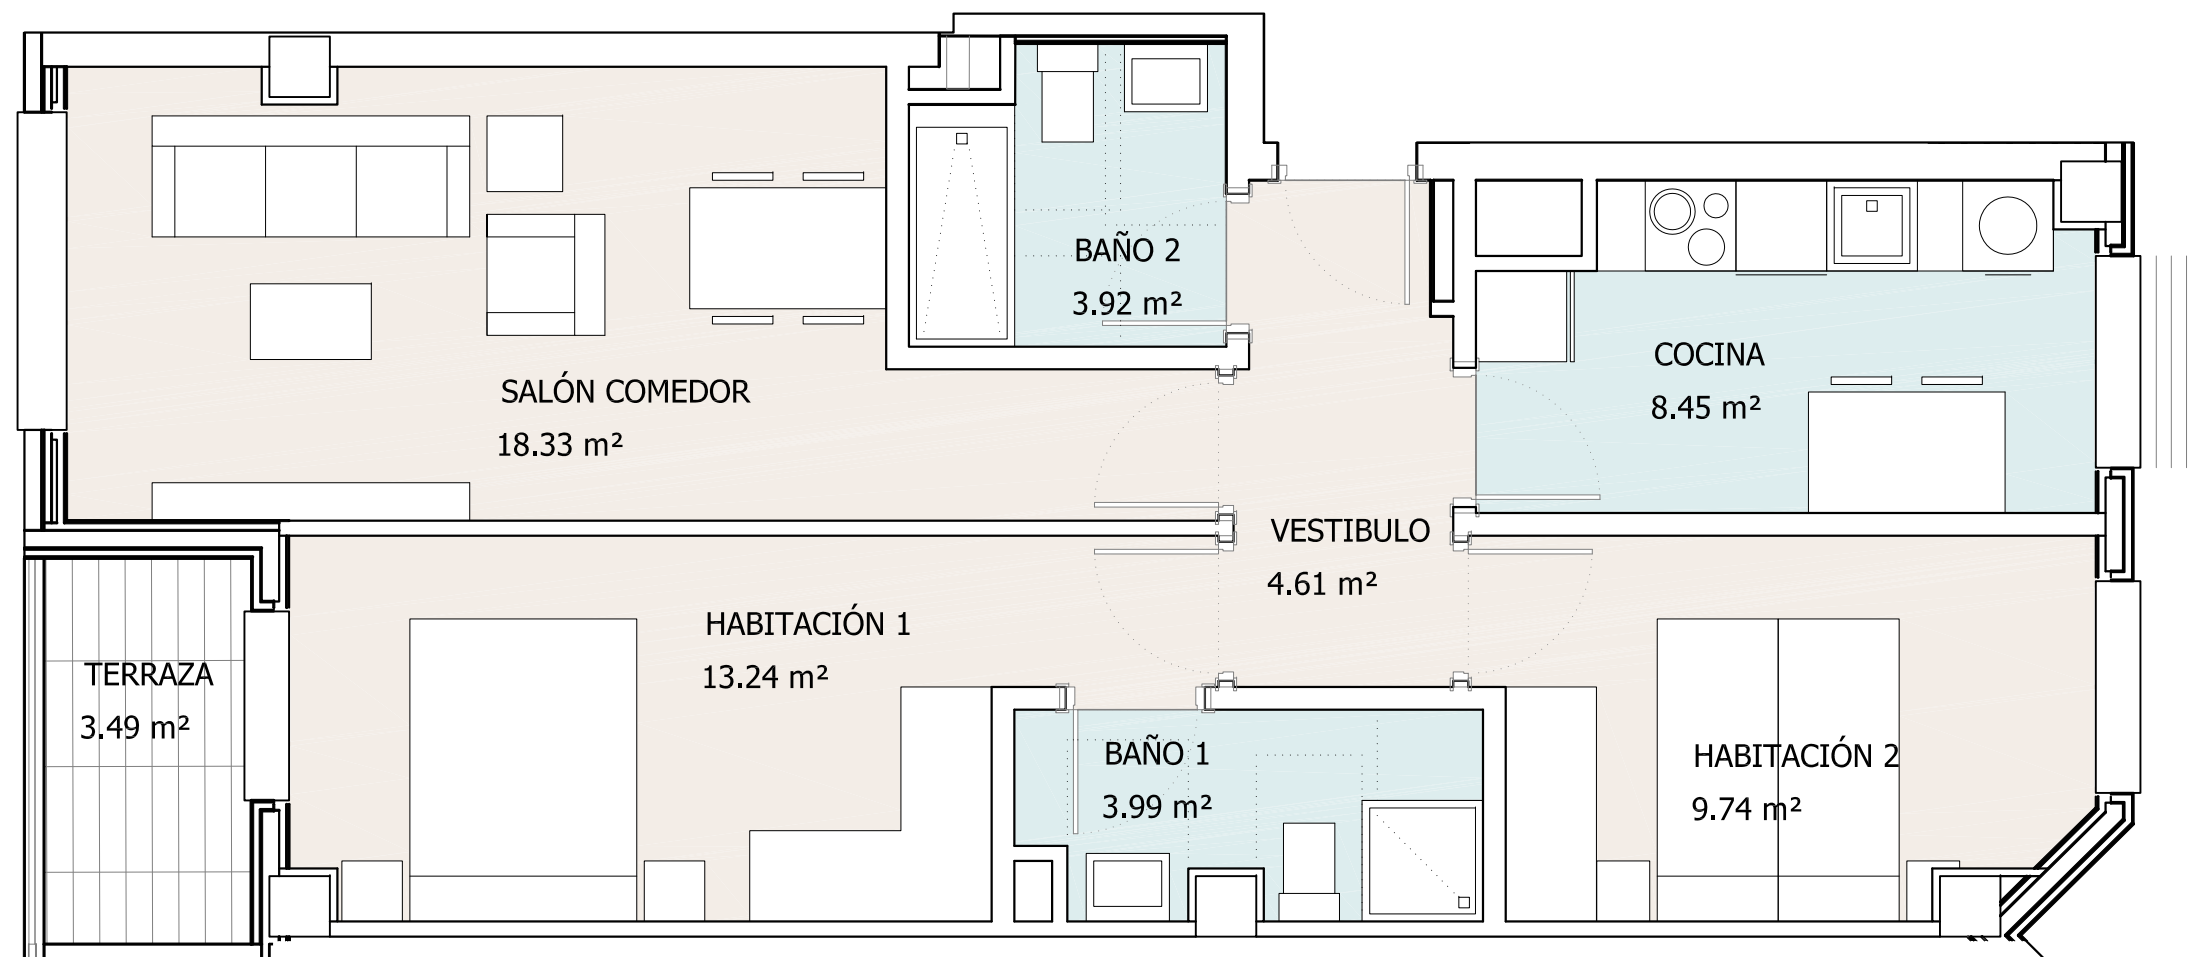 BAÑO 2
3.92 m²
COCINA
8.45 m²
SALÓN COMEDOR
18.33 m²
VESTIBULO
4.61 m²
HABITACIÓN 1
13.24 m²
TERRAZA
3.49 m²
BAÑO 1
3.99 m²
HABITACIÓN 2
9.74 m²